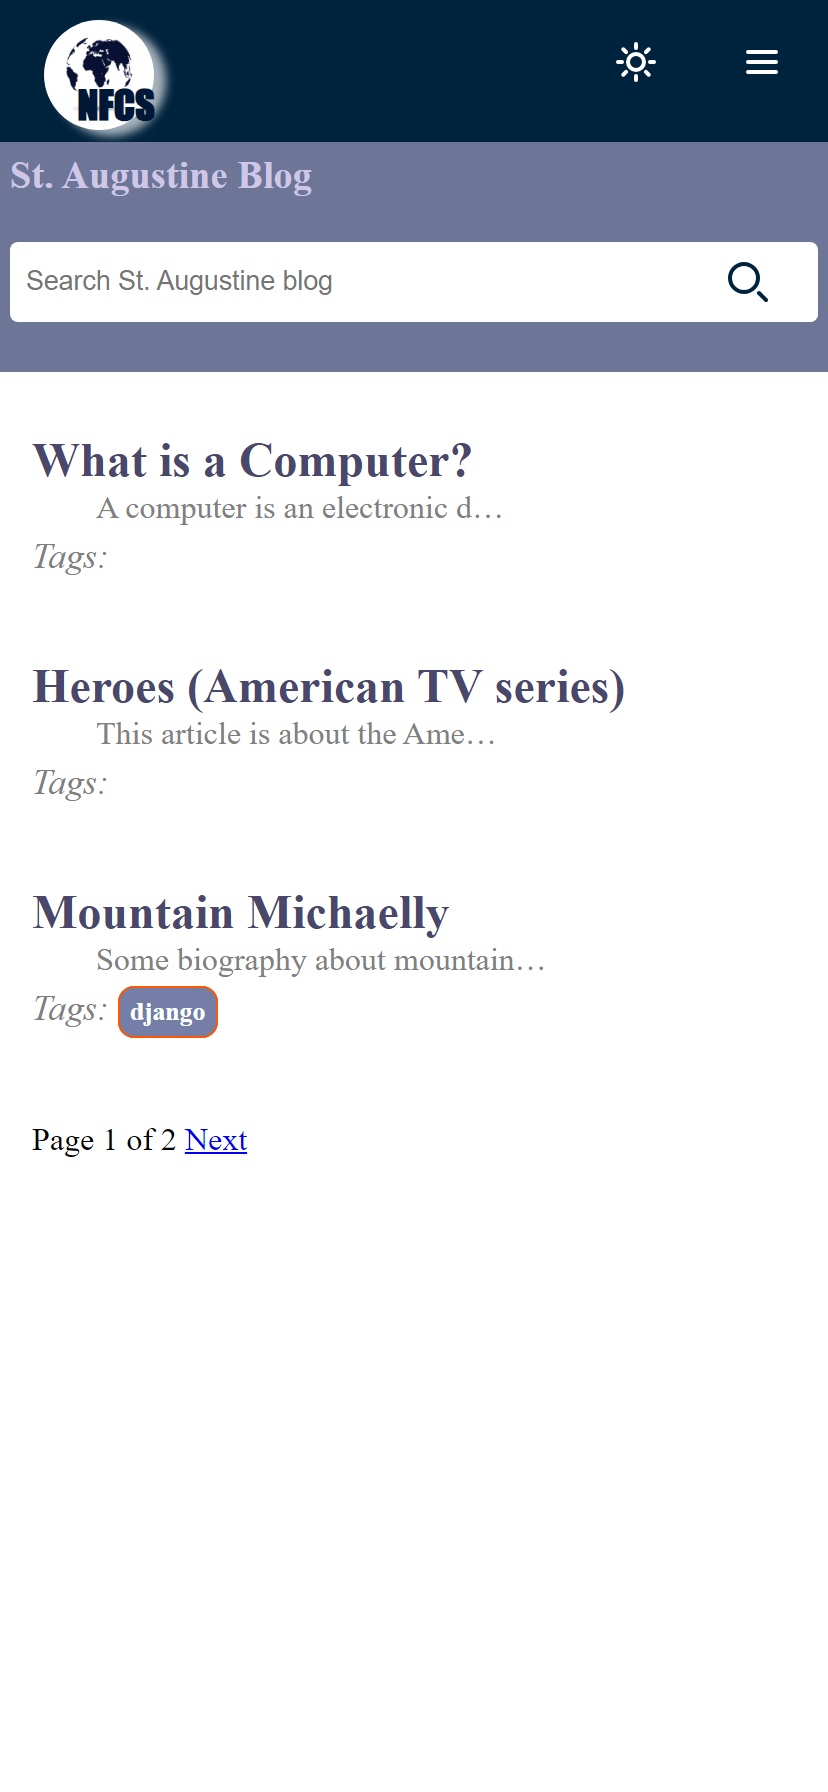 NFCS
St. Augustine Blog
Search St. Augustine blog
What is a Computer?
A computer is an electronic d…
Tags:
Heroes (American TV series)
This article is about the Ame…
Tags:
Mountain Michaelly
Some biography about mountain…
Tags: django
Page 1 of 2 Next